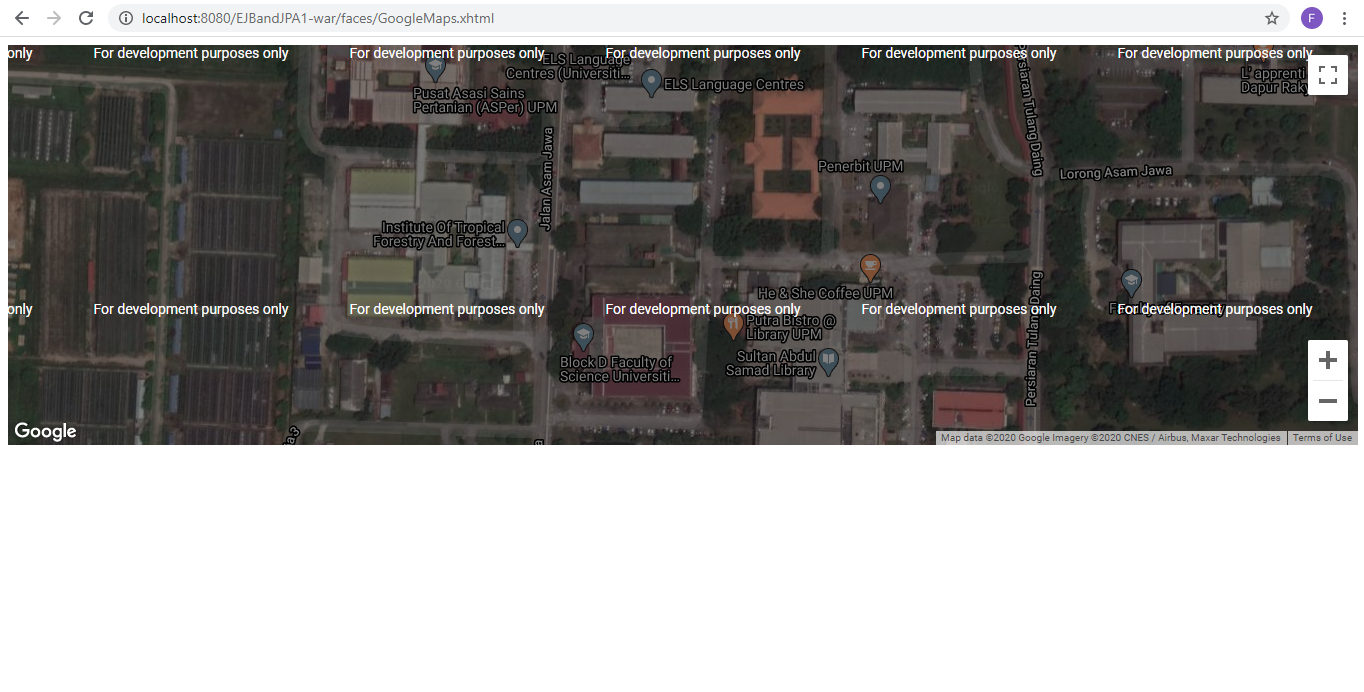 localhost:8080/EJBandJPA1-war/faces/GoogleMaps.xhtml
F
only
For development purposes only
For development purposes only
For development purposes only
For development purposes only
For development purposes only
ELS Language
Centres (Universiti...
ELS Language Centres
Pusat Asasi Sains
Pertanian (ASPer) UPM
L' apprenti
Dapur Raky
Persiaran Tulang Daing
Jalan Asam Jawa
Penerbit UPM
Lorong Asam Jawa
Institute Of Tropical
Forestry And Forest...
He & She Coffee UPM
only
For development purposes only
For development purposes only
For development purposes only
For development purposes only
For development purposes only
Putra Bistro @
Library UPM
Persiaran Tulang Daing
Block D Faculty of
Science Universiti...
Sultan Abdul
Samad Library
Google
Map data ©2020 Google Imagery ©2020 CNES / Airbus, Maxar Technologies
Terms of Use